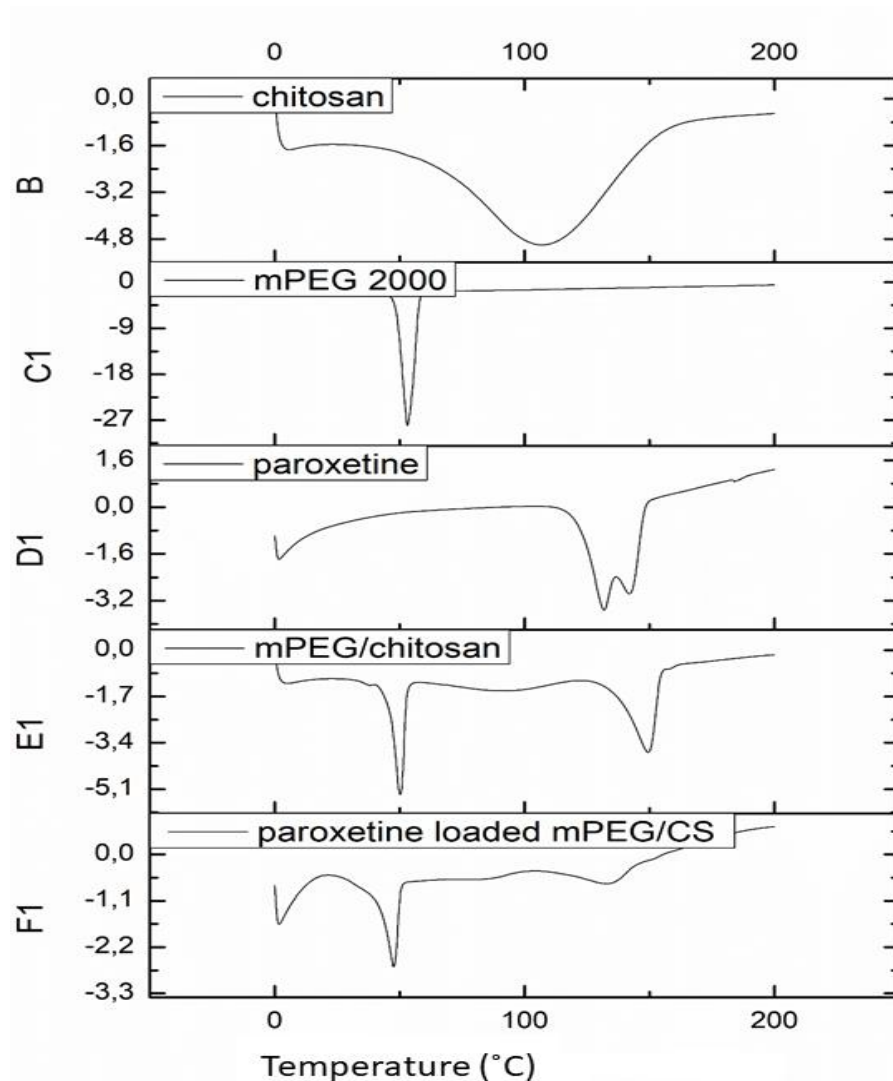 0 100 200
B
0,0
chitosan
-1,6
-3,2
-4,8
C1
0
mPEG 2000
-9
-18
-27
D1
1,6
paroxetine
0,0
-1,6
-3,2
E1
0,0
mPEG/chitosan
-1,7
-3,4
-5,1
F1
paroxetine loaded mPEG/CS
0,0
-1,1
-2,2
-3,3
0 100 200
Temperature (˚C)